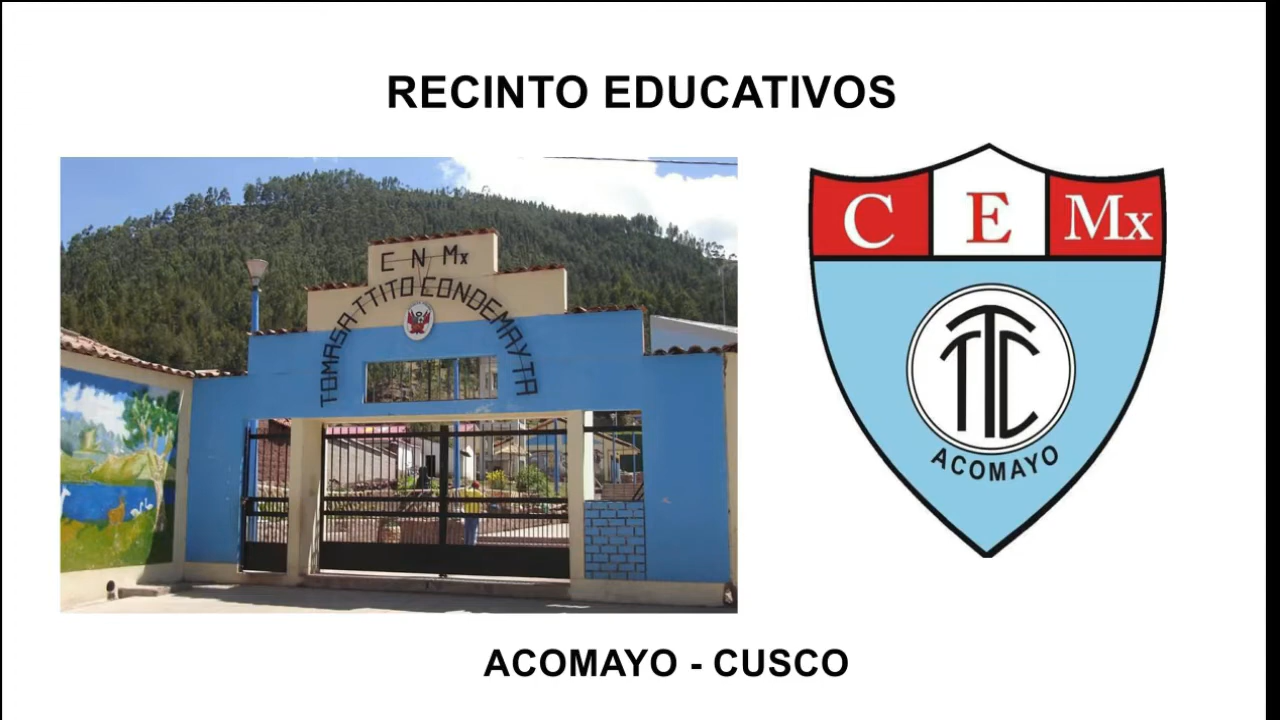 RECINTO EDUCATIVOS
C N Mx
TOMASA TTITO CONDEMAYTA
C E Mx
TTC
ACOMAYO
ACOMAYO - CUSCO